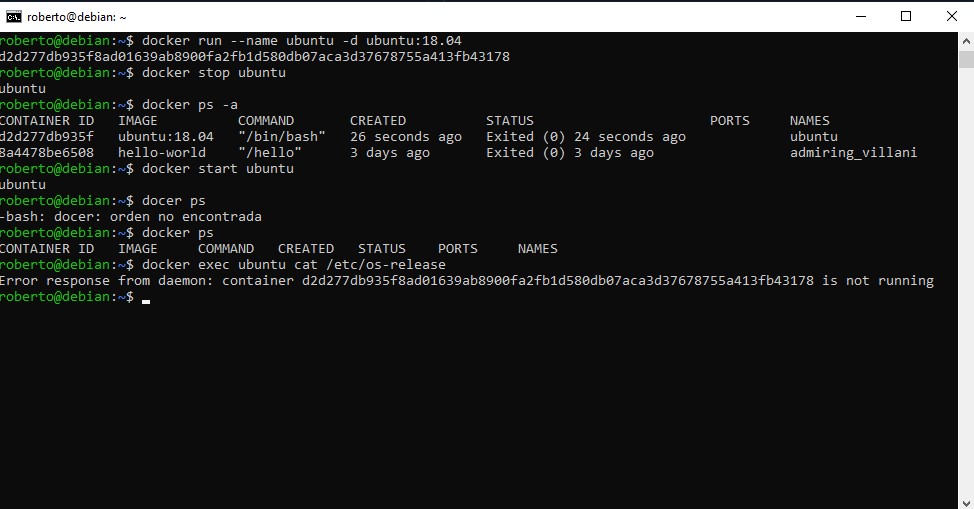 roberto@debian: ~
roberto@debian:~$ docker run --name ubuntu -d ubuntu:18.04
d2d277db935f8ad01639ab8900fa2fb1d580db07aca3d37678755a413fb43178
roberto@debian:~$ docker stop ubuntu
ubuntu
roberto@debian:~$ docker ps -a
CONTAINER ID   IMAGE          COMMAND       CREATED          STATUS                      PORTS     NAMES
d2d277db935f   ubuntu:18.04   "/bin/bash"   26 seconds ago   Exited (0) 24 seconds ago             ubuntu
8a4478be6508   hello-world    "/hello"      3 days ago       Exited (0) 3 days ago                 admiring_villani
roberto@debian:~$ docker start ubuntu
ubuntu
roberto@debian:~$ docer ps
-bash: docer: orden no encontrada
roberto@debian:~$ docker ps
CONTAINER ID   IMAGE     COMMAND   CREATED   STATUS    PORTS     NAMES
roberto@debian:~$ docker exec ubuntu cat /etc/os-release
Error response from daemon: container d2d277db935f8ad01639ab8900fa2fb1d580db07aca3d37678755a413fb43178 is not running
roberto@debian:~$